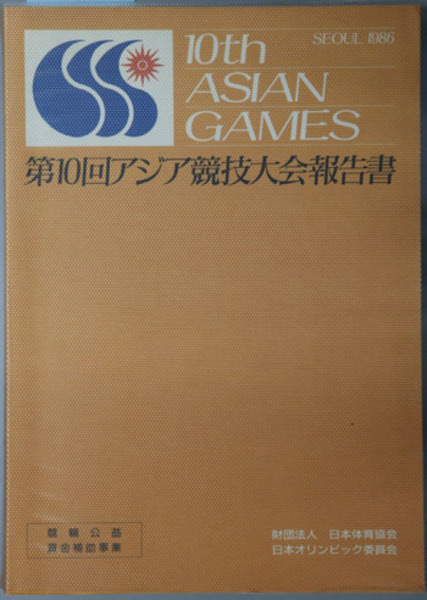 10th
SEOUL 1986
ASIAN
GAMES
第10回アジア競技大会報告書
競輪公益
資金補助事業
財団法人 日本体育協会
日本オリンピック委員会